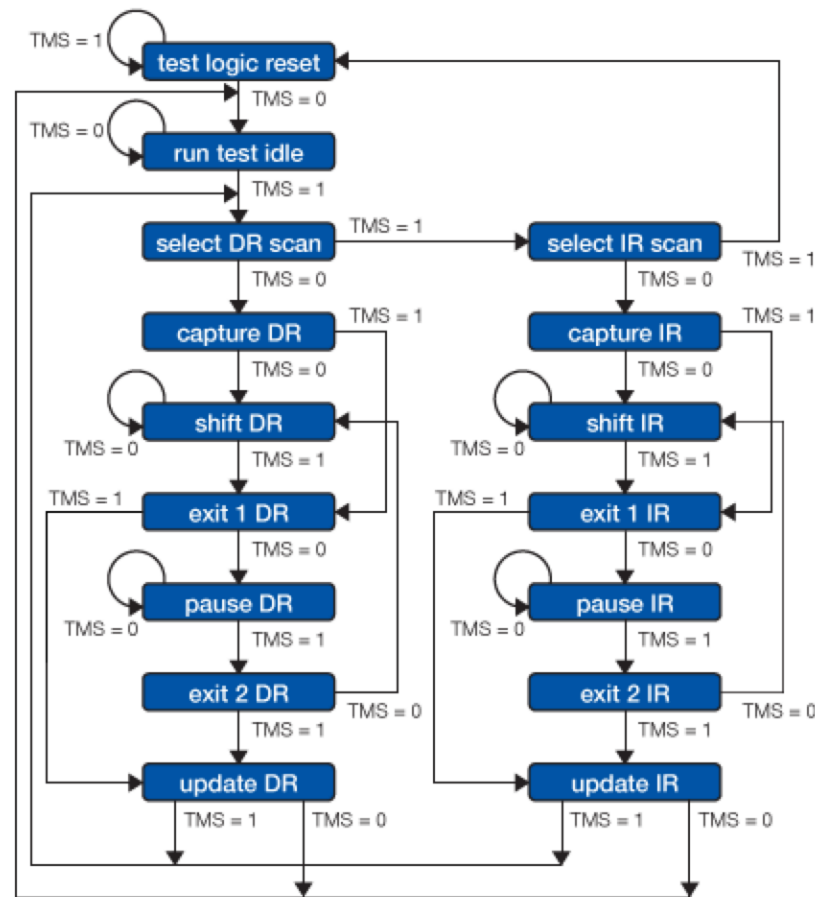 TMS = 1
test logic reset
TMS = 0
TMS = 0
run test idle
TMS = 1
select DR scan
TMS = 1
select IR scan
TMS = 1
TMS = 0
TMS = 0
capture DR
TMS = 1
capture IR
TMS = 1
TMS = 0
TMS = 0
shift DR
shift IR
TMS = 0
TMS = 1
TMS = 0
TMS = 1
TMS = 1
exit 1 DR
TMS = 1
exit 1 IR
TMS = 0
TMS = 0
pause DR
pause IR
TMS = 0
TMS = 1
TMS = 0
TMS = 1
exit 2 DR
TMS = 0
exit 2 IR
TMS = 0
TMS = 1
TMS = 1
update DR
update IR
TMS = 1
TMS = 0
TMS = 1
TMS = 0